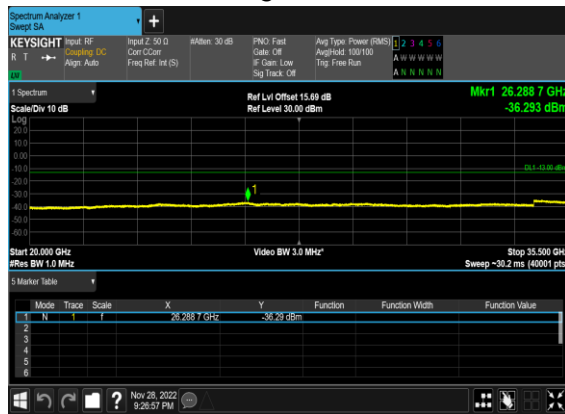 Spectrum Analyzer 1
Swept SA
+
KEYSIGHT Input: RF Input Z: 50 Ω #Atten: 30 dB PNO: Fast Avg Type: Power (RMS) 1 2 3 4 5 6
R T Coupling: DC Corr CCorr Gate: Off Avg|Hold: 100/100 A W W W W W
Align: Auto Freq Ref: Int (S) IF Gain: Low Trig: Free Run
Sig Track: Off A N N N N N
LXI
1 Spectrum Ref Lvl Offset 15.69 dB Mkr1 26.288 7 GHz
Scale/Div 10 dB Ref Level 30.00 dBm -36.293 dBm
Log
20.0
10.0
0.00
-10.0 DL1 -13.00 dBm
-20.0
-30.0 1
-40.0
-50.0
-60.0
Start 20.000 GHz Video BW 3.0 MHz* Stop 35.500 GHz
#Res BW 1.0 MHz Sweep ~30.2 ms (40001 pts
5 Marker Table
Mode Trace Scale X Y Function Function Width Function Value
1 N 1 f 26.288 7 GHz -36.29 dBm
2
3
4
5
6
? Nov 28, 2022
9:26:57 PM